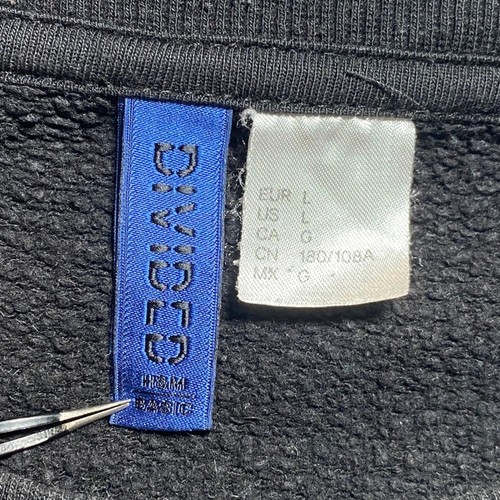 DIVIDED
H&M
BASIC
EUR L
US L
CA G
CN 180/108A
MX G